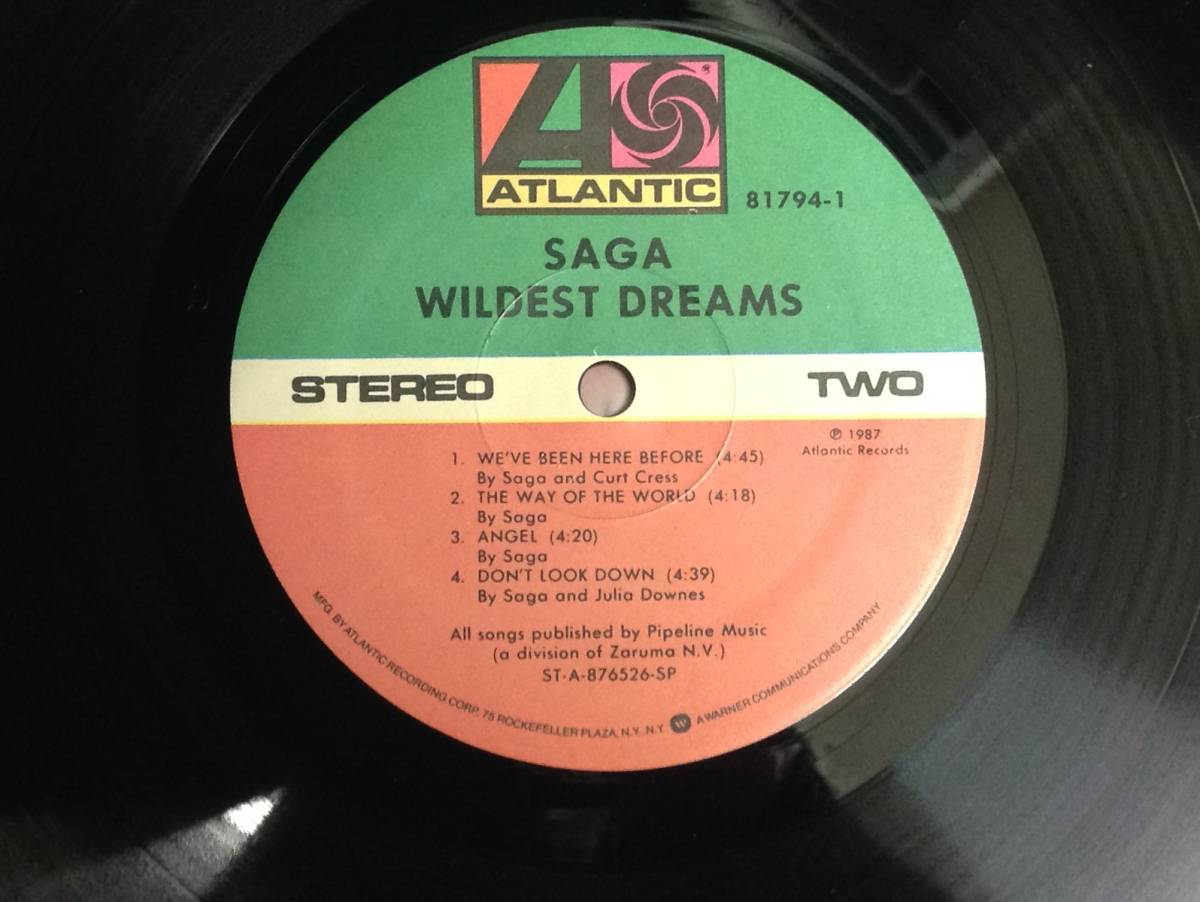 ATLANTIC
81794-1
SAGA
WILDEST DREAMS
STEREO
TWO
℗ 1987
Atlantic Records
1. WE'VE BEEN HERE BEFORE (4:45)
By Saga and Curt Cress
2. THE WAY OF THE WORLD (4:18)
By Saga
3. ANGEL (4:20)
By Saga
4. DON'T LOOK DOWN (4:39)
By Saga and Julia Downes
All songs published by Pipeline Music
(a division of Zaruma N.V.)
ST-A-876526-SP
MFG. BY ATLANTIC RECORDING CORP. 75 ROCKEFELLER PLAZA, N.Y. N.Y. A WARNER COMMUNICATIONS COMPANY